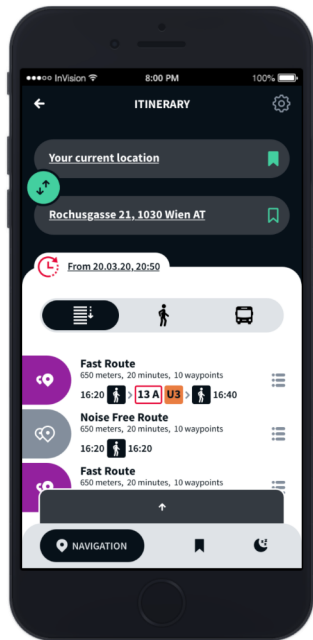 InVision
8:00 PM
100%
ITINERARY
Your current location
Rochusgasse 21, 1030 Wien AT
From 20.03.20, 20:50
Fast Route
650 meters, 20 minutes, 10 waypoints
16:20 > 13 A U3 > 16:40
Noise Free Route
650 meters, 20 minutes, 10 waypoints
16:20 16:20
Fast Route
650 meters, 20 minutes, 10 waypoints
NAVIGATION